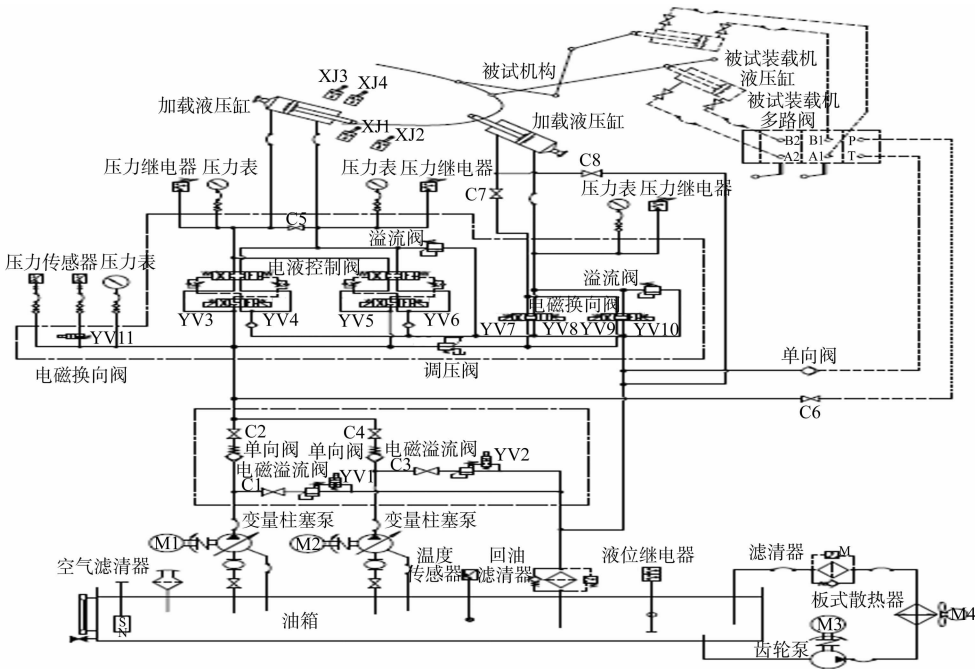 被试机构
被试装载机
液压缸
被试装载机
多路阀
B2
B1
P
A2
A1
T
XJ3
XJ4
XJ1
XJ2
加载液压缸
加载液压缸
压力继电器
压力表
压力表
压力继电器
C8
C7
压力表
压力继电器
C5
溢流阀
溢流阀
压力传感器
压力表
电液控制阀
电磁换向阀
YV3
YV4
YV5
YV6
YV7
YV8
YV9
YV10
YV11
电磁换向阀
调压阀
单向阀
C6
C2
C4
单向阀
单向阀
电磁溢流阀
电磁溢流阀
C3
YV2
C1
YV1
变量柱塞泵
变量柱塞泵
M1
M2
空气滤清器
温度
传感器
回油
滤清器
液位继电器
滤清器
M
板式散热器
M4
M3
齿轮泵
油箱
S
N